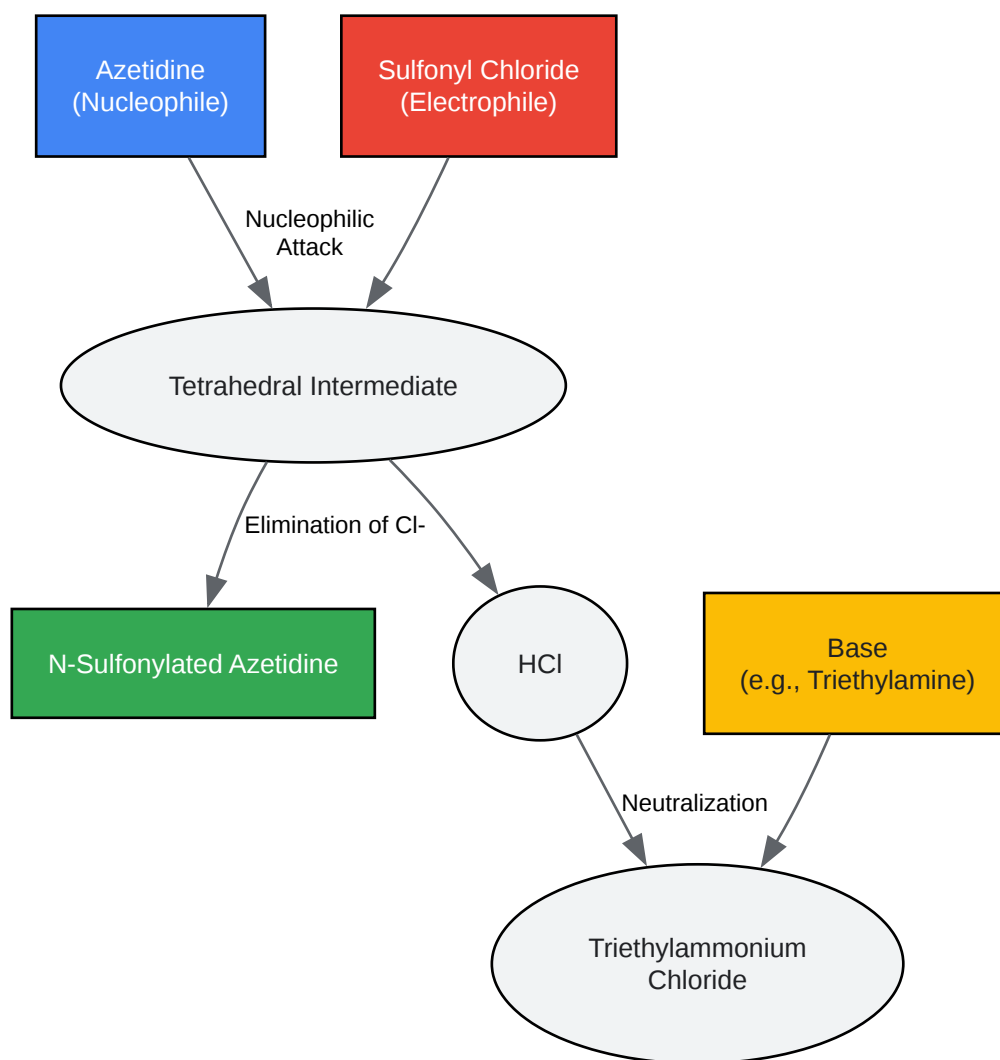 Azetidine
(Nucleophile)
Sulfonyl Chloride
(Electrophile)
Nucleophilic
Attack
Tetrahedral Intermediate
Elimination of Cl-
N-Sulfonylated Azetidine
HCl
Base
(e.g., Triethylamine)
Neutralization
Triethylammonium
Chloride